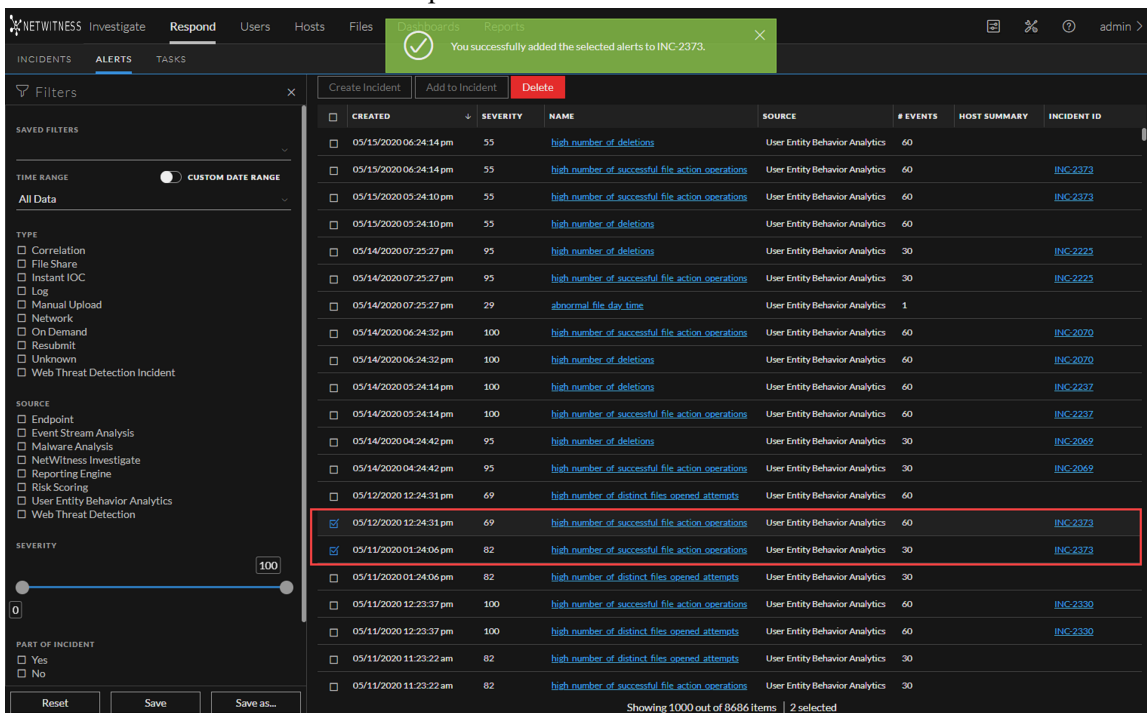 NETWITNESS Investigate Respond Users Hosts Files Dashboards Reports admin >
You successfully added the selected alerts to INC-2373.
INCIDENTS ALERTS TASKS
Filters
Create Incident Add to Incident Delete
SAVED FILTERS
TIME RANGE CUSTOM DATE RANGE
All Data
TYPE
Correlation
File Share
Instant IOC
Log
Manual Upload
Network
On Demand
Resubmit
Unknown
Web Threat Detection Incident
SOURCE
Endpoint
Event Stream Analysis
Malware Analysis
NetWitness Investigate
Reporting Engine
Risk Scoring
User Entity Behavior Analytics
Web Threat Detection
SEVERITY
100
0
PART OF INCIDENT
Yes
No
Reset Save Save as...
CREATED SEVERITY NAME SOURCE # EVENTS HOST SUMMARY INCIDENT ID
05/15/2020 06:24:14 pm 55 high number of deletions User Entity Behavior Analytics 60
05/15/2020 06:24:14 pm 55 high number of successful file action operations User Entity Behavior Analytics 60 INC-2373
05/15/2020 05:24:10 pm 55 high number of successful file action operations User Entity Behavior Analytics 60 INC-2373
05/15/2020 05:24:10 pm 55 high number of deletions User Entity Behavior Analytics 60
05/14/2020 07:25:27 pm 95 high number of deletions User Entity Behavior Analytics 30 INC-2225
05/14/2020 07:25:27 pm 95 high number of successful file action operations User Entity Behavior Analytics 30 INC-2225
05/14/2020 07:25:27 pm 29 abnormal file day time User Entity Behavior Analytics 1
05/14/2020 06:24:32 pm 100 high number of successful file action operations User Entity Behavior Analytics 60 INC-2070
05/14/2020 06:24:32 pm 100 high number of deletions User Entity Behavior Analytics 60 INC-2070
05/14/2020 05:24:14 pm 100 high number of deletions User Entity Behavior Analytics 60 INC-2237
05/14/2020 05:24:14 pm 100 high number of successful file action operations User Entity Behavior Analytics 60 INC-2237
05/14/2020 04:24:42 pm 95 high number of deletions User Entity Behavior Analytics 30 INC-2069
05/14/2020 04:24:42 pm 95 high number of successful file action operations User Entity Behavior Analytics 30 INC-2069
05/12/2020 12:24:31 pm 69 high number of distinct files opened attempts User Entity Behavior Analytics 60
05/12/2020 12:24:31 pm 69 high number of successful file action operations User Entity Behavior Analytics 60 INC-2373
05/11/2020 01:24:06 pm 82 high number of successful file action operations User Entity Behavior Analytics 30 INC-2373
05/11/2020 01:24:06 pm 82 high number of distinct files opened attempts User Entity Behavior Analytics 30
05/11/2020 12:23:37 pm 100 high number of successful file action operations User Entity Behavior Analytics 60 INC-2330
05/11/2020 12:23:37 pm 100 high number of distinct files opened attempts User Entity Behavior Analytics 60 INC-2330
05/11/2020 11:23:22 am 82 high number of distinct files opened attempts User Entity Behavior Analytics 30
05/11/2020 11:23:22 am 82 high number of successful file action operations User Entity Behavior Analytics 30
Showing 1000 out of 8686 items | 2 selected